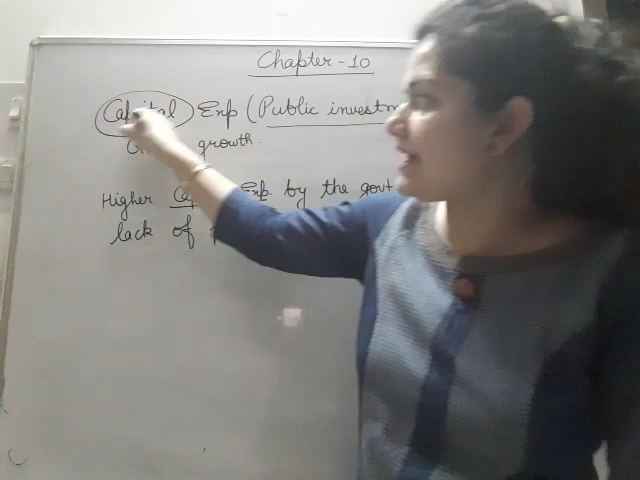 Chapter - 10
Capital Exp (Public investm
growth.
Higher Exp. by the govt
lack of